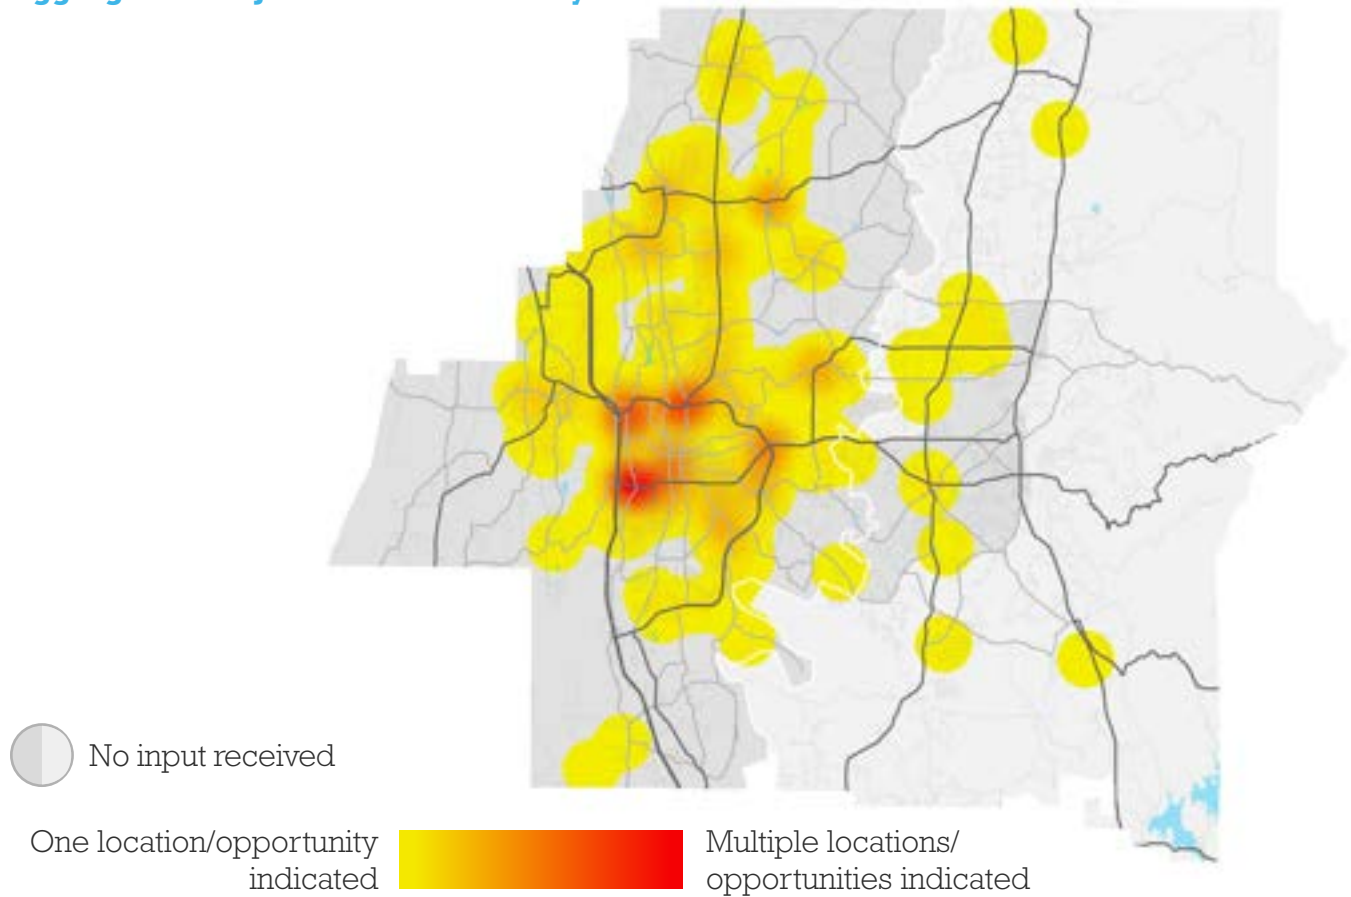 No input received
One location/opportunity
indicated
Multiple locations/
opportunities indicated